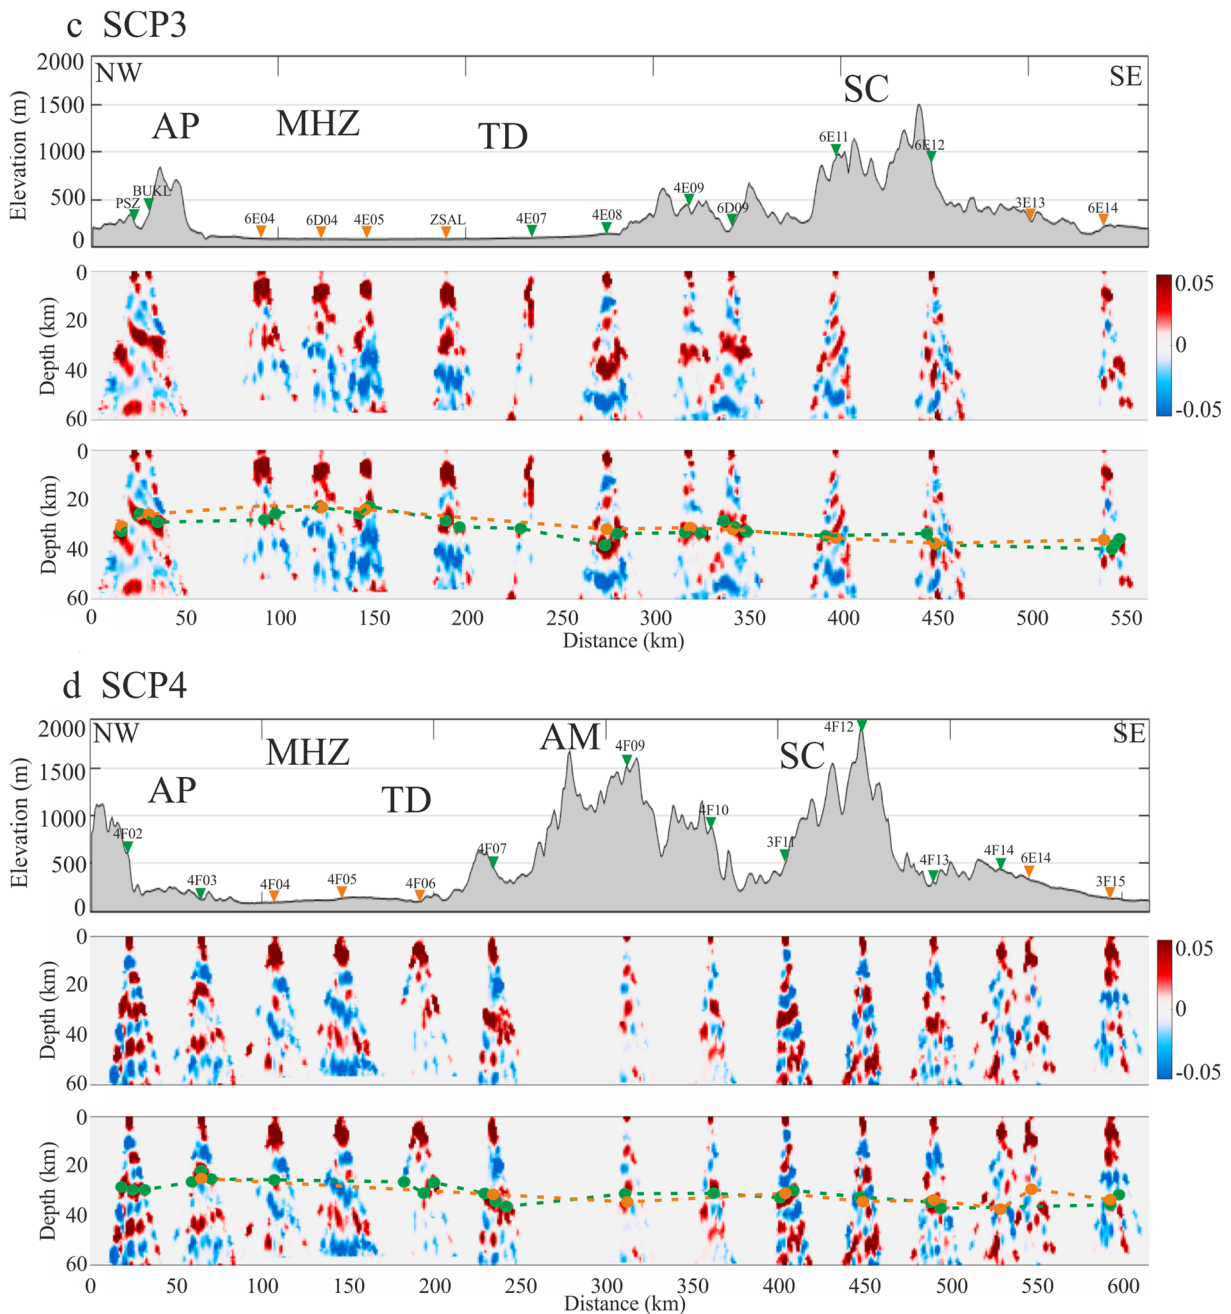 c SCP3
2000
NW
SE
SC
1500
AP
MHZ
TD
6E11
6E12
1000
Elevation (m)
BUKL
PSZ
4E09
6D09
3E13
6E14
500
6E04
6D04
4E05
ZSAL
4E07
4E08
0
0
20
40
60
Depth (km)
0.05
0
-0.05
0
20
40
60
Depth (km)
0 50 100 150 200 250 300 350 400 450 500 550
Distance (km)
d SCP4
2000
NW
AM
4F12
SE
MHZ
4F09
SC
1500
AP
TD
4F10
1000
Elevation (m)
4F02
4F07
3F11
4F13
4F14
6E14
500
4F03
4F04
4F05
4F06
3F15
0
0
20
40
60
Depth (km)
0.05
0
-0.05
0
20
40
60
Depth (km)
0 50 100 150 200 250 300 350 400 450 500 550 600
Distance (km)